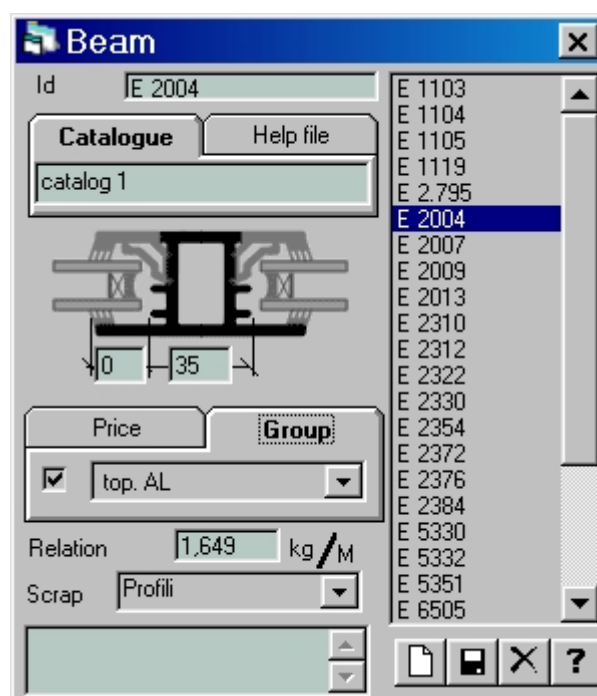 Beam
Id E 2004
Catalogue Help file
catalog 1
0 35
Price Group
top. AL
Relation 1,649 kg/M
Scrap Profili
E 1103
E 1104
E 1105
E 1119
E 2.795
E 2004
E 2007
E 2009
E 2013
E 2310
E 2312
E 2322
E 2330
E 2354
E 2372
E 2376
E 2384
E 5330
E 5332
E 5351
E 6505
?